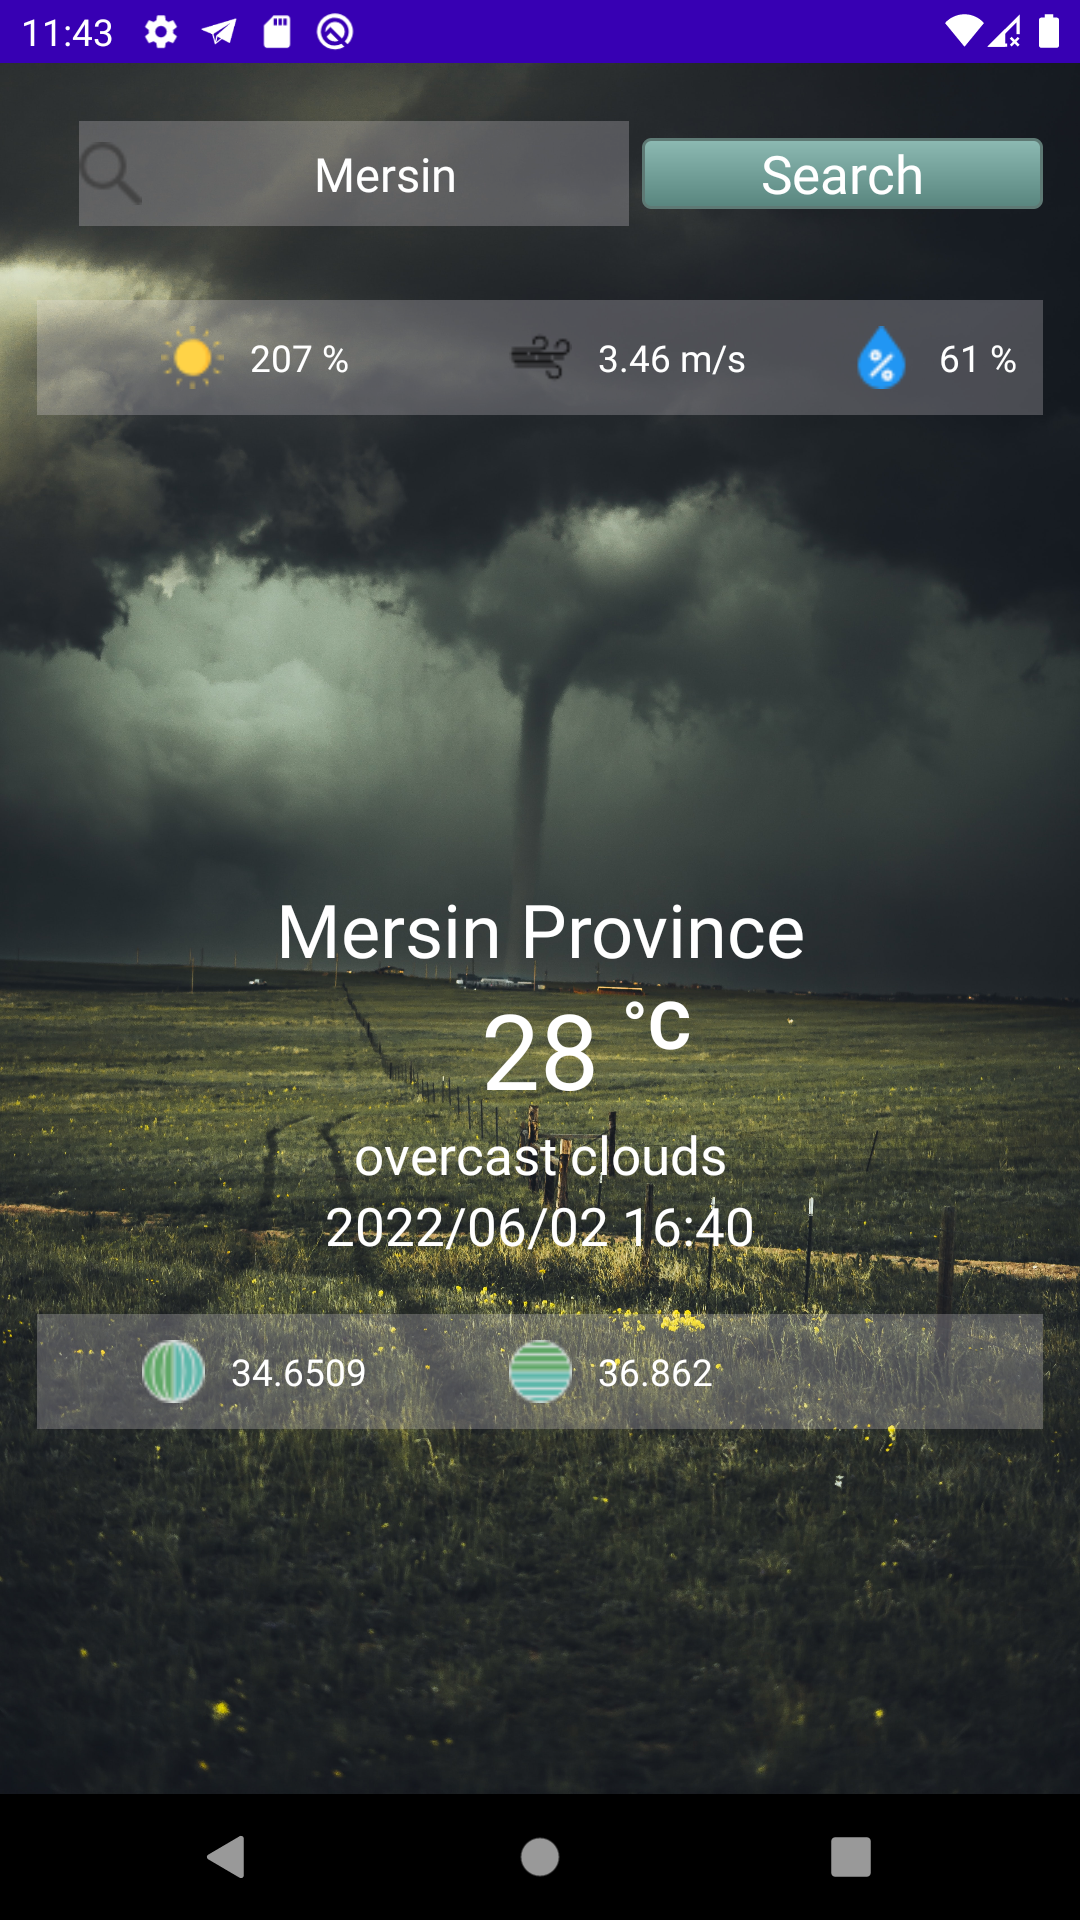 11:43
Mersin
Search
207 %
3.46 m/s
61 %
Mersin Province
28 °C
overcast clouds
2022/06/02 16:40
34.6509
36.862